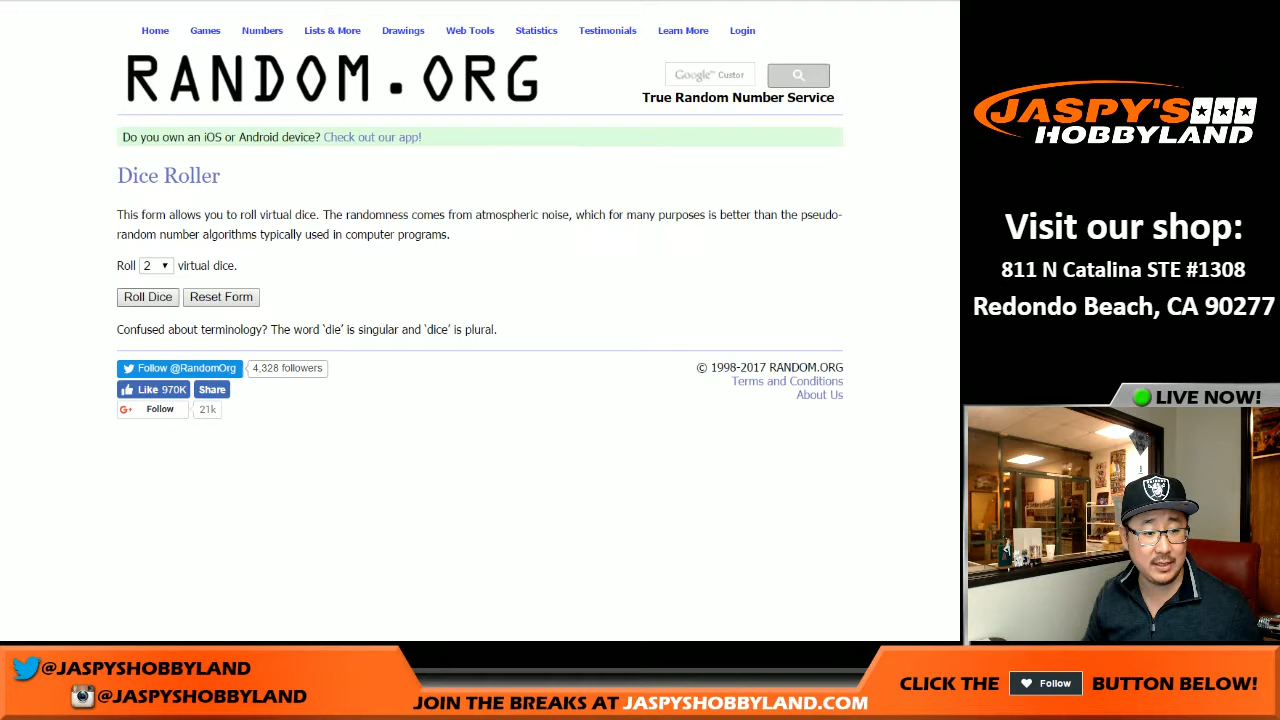 Home Games Numbers Lists & More Drawings Web Tools Statistics Testimonials Learn More Login
RANDOM.ORG
Google™ Custor
True Random Number Service
Do you own an iOS or Android device? Check out our app!
Dice Roller
This form allows you to roll virtual dice. The randomness comes from atmospheric noise, which for many purposes is better than the pseudo-
random number algorithms typically used in computer programs.
Roll 2 virtual dice.
Roll Dice Reset Form
Confused about terminology? The word ‘die’ is singular and ‘dice’ is plural.
Follow @RandomOrg 4,328 followers
Like 970K Share
G+ Follow 21k
© 1998-2017 RANDOM.ORG
Terms and Conditions
About Us
JASPY'S
HOBBYLAND
Visit our shop:
811 N Catalina STE #1308
Redondo Beach, CA 90277
LIVE NOW!
@JASPYSHOBBYLAND
@JASPYSHOBBYLAND
JOIN THE BREAKS AT JASPYSHOBBYLAND.COM
CLICK THE Follow BUTTON BELOW!